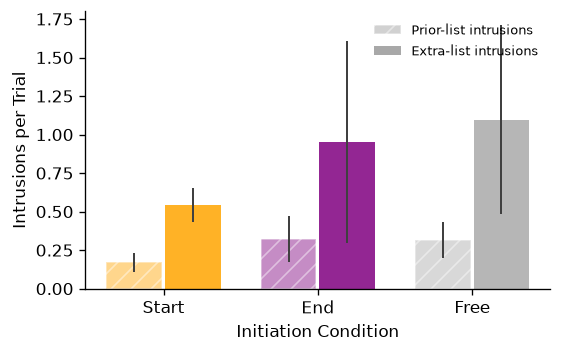 1.75
1.50
1.25
1.00
0.75
0.50
0.25
0.00
Intrusions per Trial
Prior-list intrusions
Extra-list intrusions
Start
End
Free
Initiation Condition